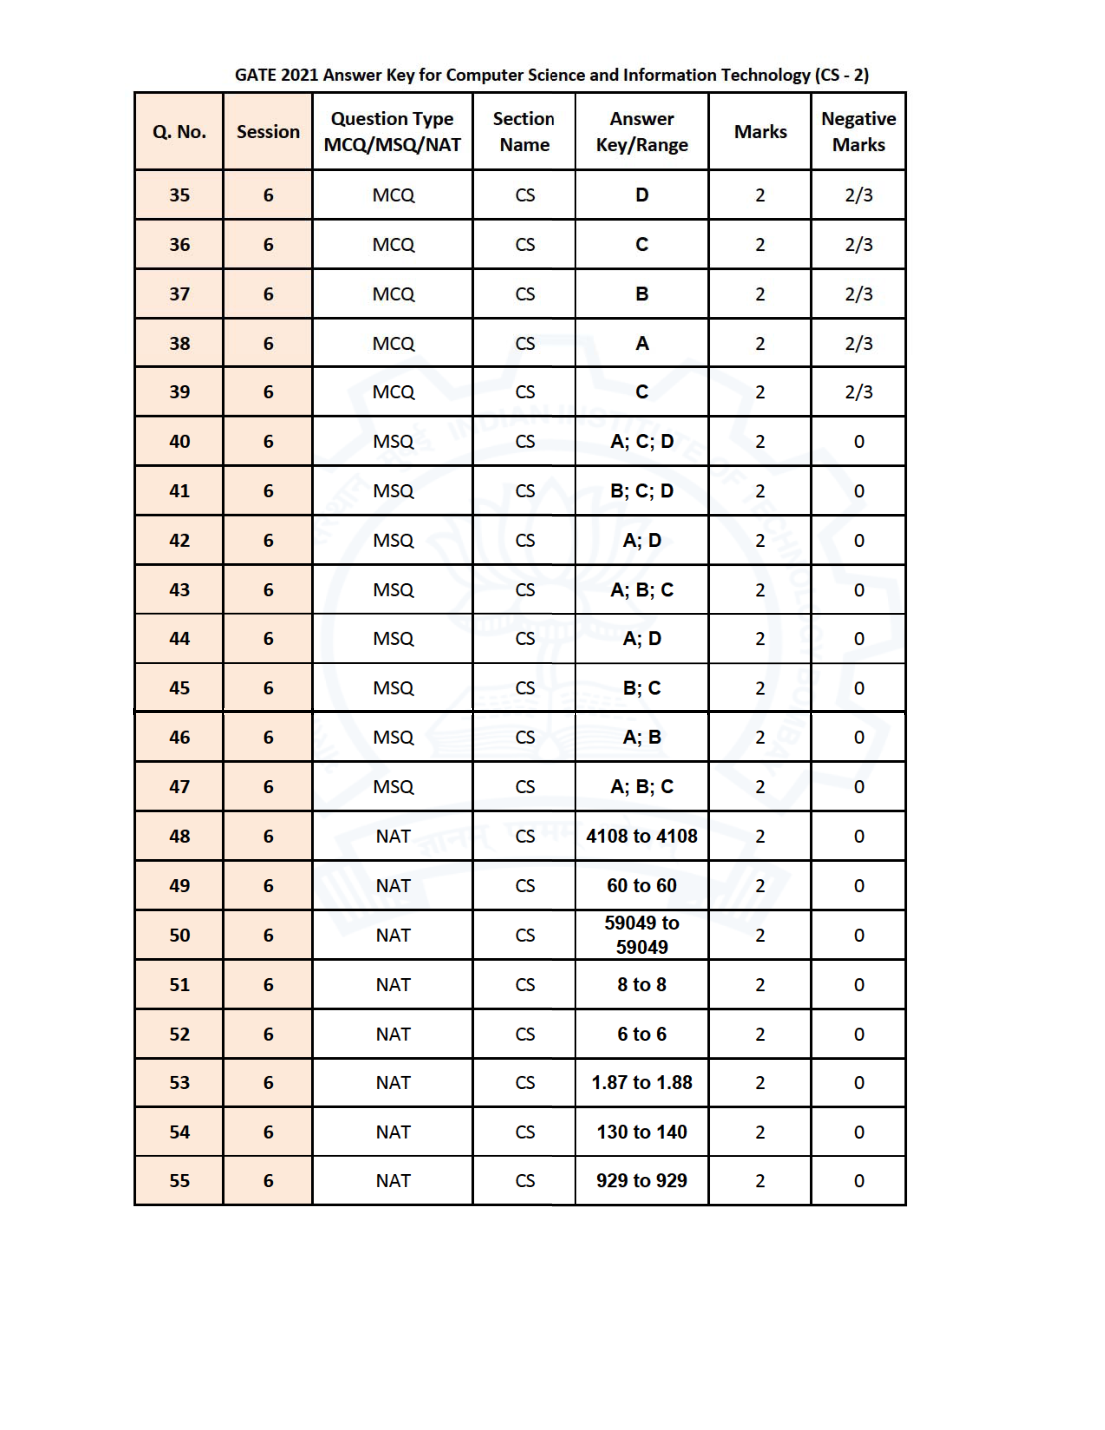 GATE 2021 Answer Key for Computer Science and Information Technology (CS - 2)
Q. No. Session Question Type MCQ/MSQ/NAT Section Name Answer Key/Range Marks Negative Marks
35 6 MCQ CS D 2 2/3
36 6 MCQ CS C 2 2/3
37 6 MCQ CS B 2 2/3
38 6 MCQ CS A 2 2/3
39 6 MCQ CS C 2 2/3
40 6 MSQ CS A; C; D 2 0
41 6 MSQ CS B; C; D 2 0
42 6 MSQ CS A; D 2 0
43 6 MSQ CS A; B; C 2 0
44 6 MSQ CS A; D 2 0
45 6 MSQ CS B; C 2 0
46 6 MSQ CS A; B 2 0
47 6 MSQ CS A; B; C 2 0
48 6 NAT CS 4108 to 4108 2 0
49 6 NAT CS 60 to 60 2 0
50 6 NAT CS 59049 to 59049 2 0
51 6 NAT CS 8 to 8 2 0
52 6 NAT CS 6 to 6 2 0
53 6 NAT CS 1.87 to 1.88 2 0
54 6 NAT CS 130 to 140 2 0
55 6 NAT CS 929 to 929 2 0
INDIAN INSTITUTE OF TECHNOLOGY BOMBAY